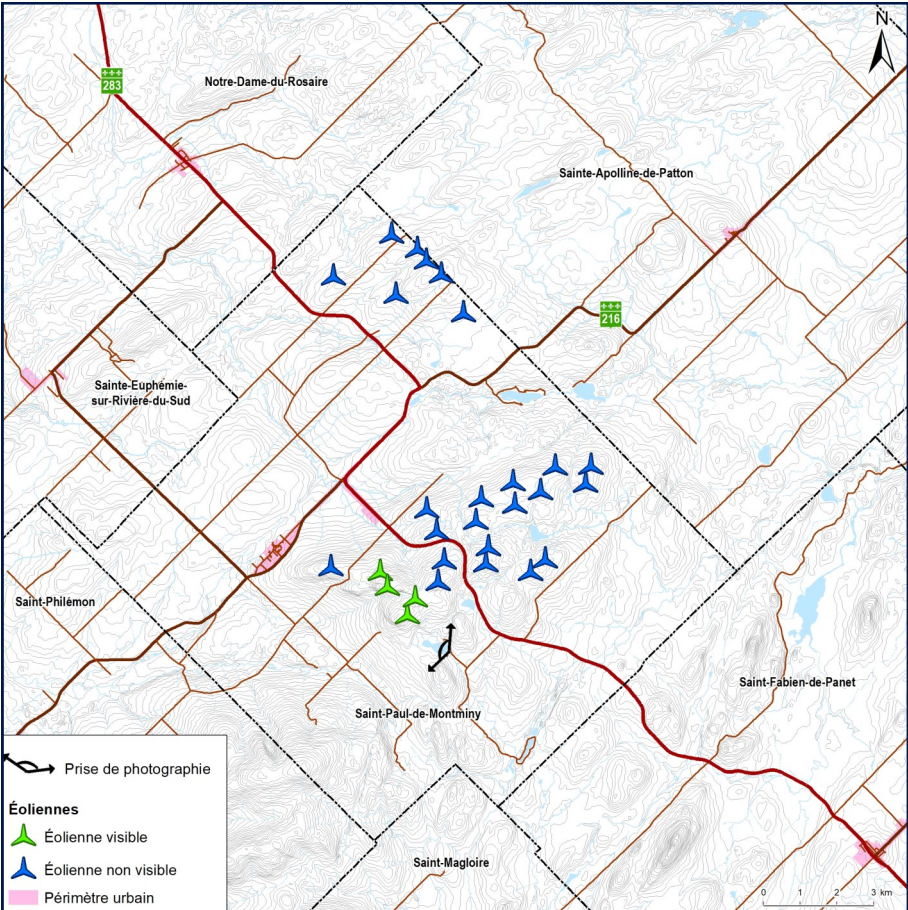 N
283
Notre-Dame-du-Rosaire
Sainte-Apolline-de-Patton
216
Sainte-Euphémie-
sur-Rivière-du-Sud
Saint-Philémon
Saint-Fabien-de-Panet
Saint-Paul-de-Montminy
Saint-Magloire
Prise de photographie
Éoliennes
Éolienne visible
Éolienne non visible
Périmètre urbain
0 1 2 3 km